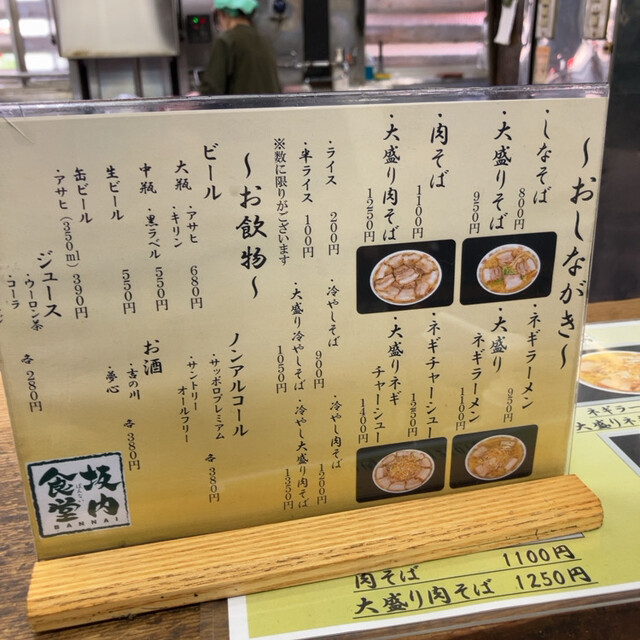 ～おしながき～
・しなそば 800円
・大盛りそば 950円
・肉そば 1100円
・大盛り肉そば 1250円
・ネギラーメン 950円
・大盛りネギラーメン 1100円
・ネギチャーシュー 1250円
・大盛りネギチャーシュー 1400円
・ライス 200円
・半ライス 100円
※数に限りがございます
・冷やしそば 900円
・大盛り冷やしそば 1050円
・冷やし肉そば 1200円
・冷やし大盛り肉そば 1350円
～お飲物～
ビール
大瓶 ・アサヒ ・キリン 680円
中瓶 ・黒ラベル 550円
生ビール 550円
缶ビール ・アサヒ(350㎖) 390円
ジュース
・ウーロン茶
・コーラ
各280円
ノンアルコール
・サッポロプレミアム
・サントリー オールフリー
各380円
お酒
・吉の川
・夢心
各380円
坂内食堂
ばんない
BANNAI
ネギラー
大盛りネ
肉そば 1100円
大盛り肉そば 1250円